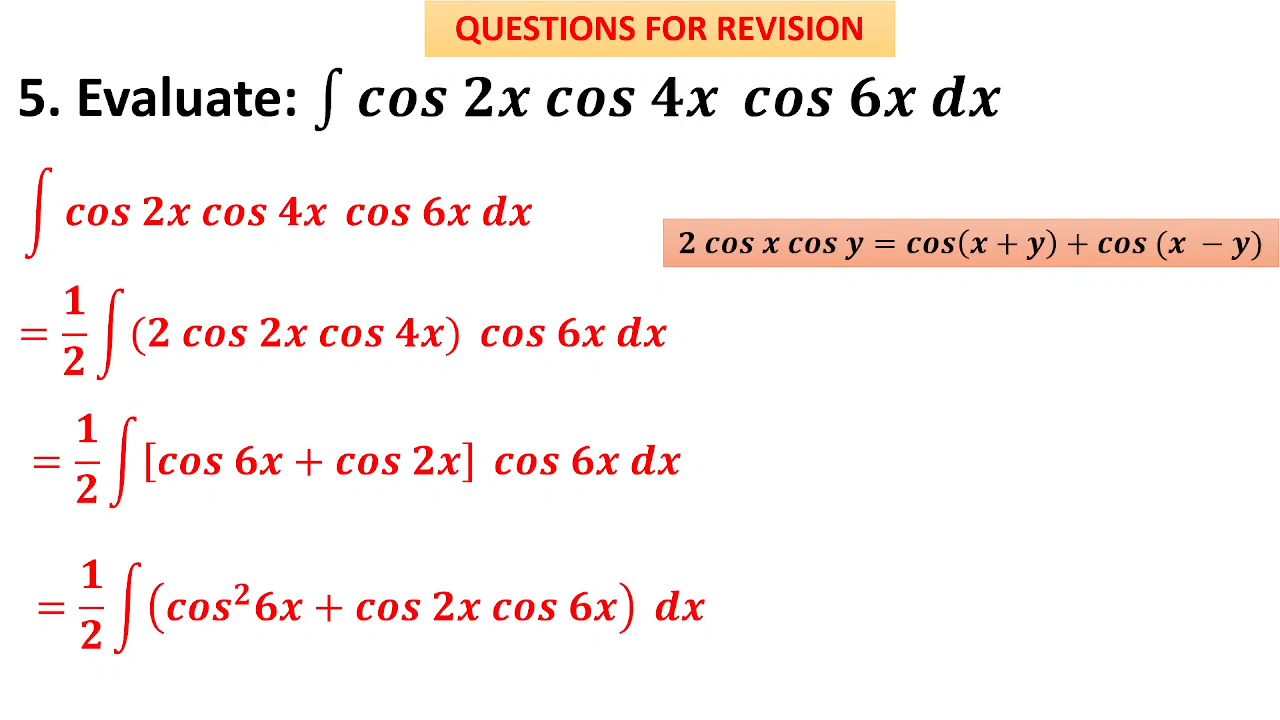 QUESTIONS FOR REVISION
5. Evaluate: ∫ cos 2x cos 4x cos 6x dx
∫ cos 2x cos 4x cos 6x dx
2 cos x cos y = cos(x + y) + cos (x − y)
= 1/2 ∫ (2 cos 2x cos 4x) cos 6x dx
= 1/2 ∫ [cos 6x + cos 2x] cos 6x dx
= 1/2 ∫ (cos²6x + cos 2x cos 6x) dx